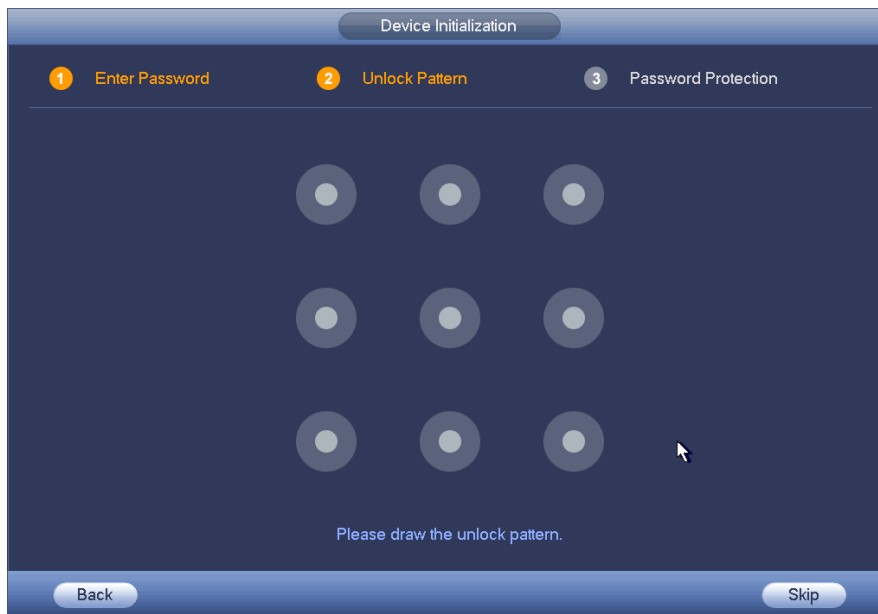 Device Initialization
1 Enter Password 2 Unlock Pattern 3 Password Protection
Please draw the unlock pattern.
Back Skip